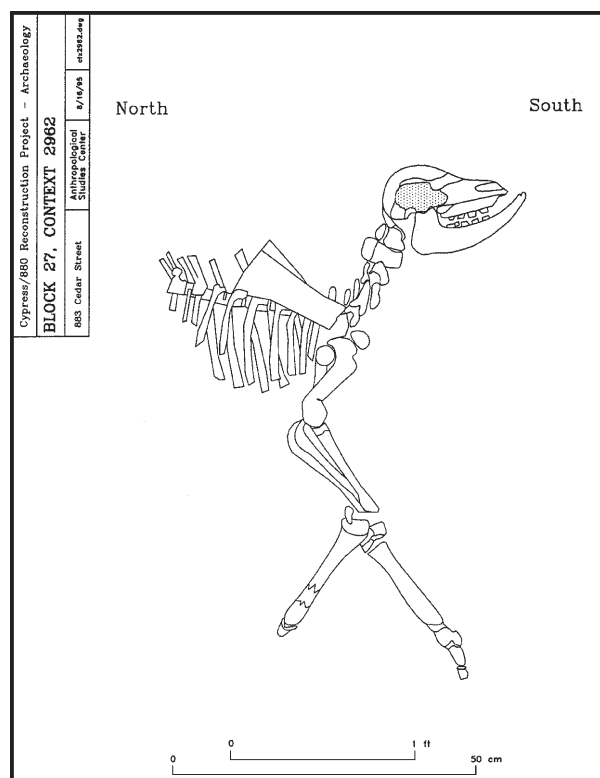 Cypress/880 Reconstruction Project - Archaeology
BLOCK 27, CONTEXT 2962
883 Cedar Street
Anthropological
Studies Center
8/16/95
ctx2962.dwg
North
South
0 1 ft
0 50 cm